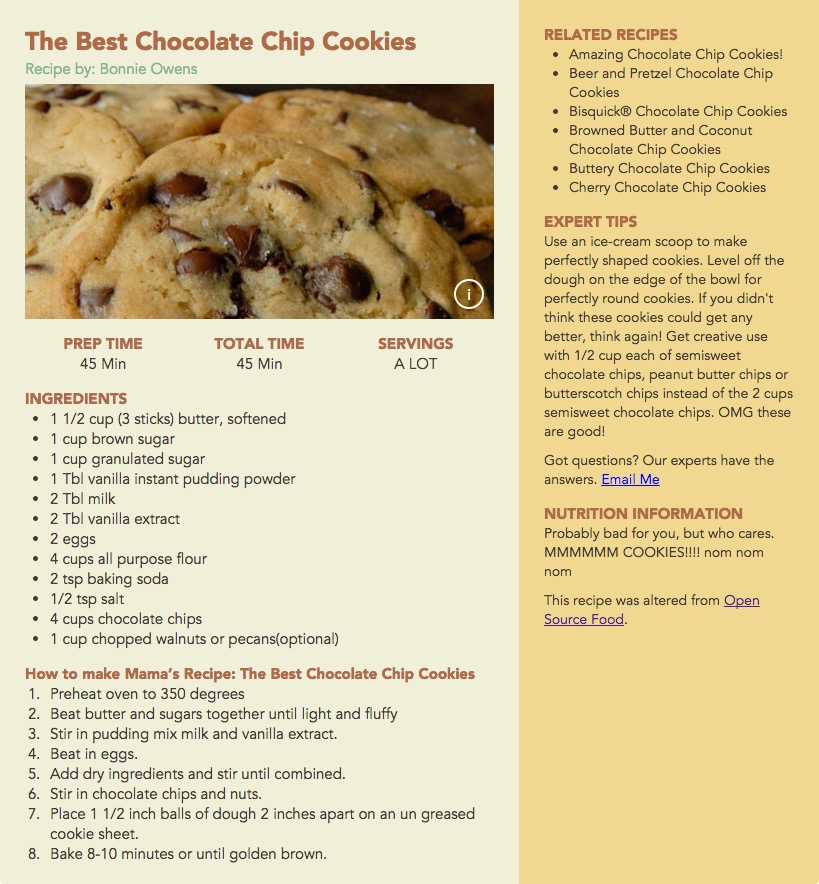 The Best Chocolate Chip Cookies
Recipe by: Bonnie Owens
i
PREP TIME
45 Min
TOTAL TIME
45 Min
SERVINGS
A LOT
INGREDIENTS
• 1 1/2 cup (3 sticks) butter, softened
• 1 cup brown sugar
• 1 cup granulated sugar
• 1 Tbl vanilla instant pudding powder
• 2 Tbl milk
• 2 Tbl vanilla extract
• 2 eggs
• 4 cups all purpose flour
• 2 tsp baking soda
• 1/2 tsp salt
• 4 cups chocolate chips
• 1 cup chopped walnuts or pecans(optional)
How to make Mama’s Recipe: The Best Chocolate Chip Cookies
1. Preheat oven to 350 degrees
2. Beat butter and sugars together until light and fluffy
3. Stir in pudding mix milk and vanilla extract.
4. Beat in eggs.
5. Add dry ingredients and stir until combined.
6. Stir in chocolate chips and nuts.
7. Place 1 1/2 inch balls of dough 2 inches apart on an un greased
cookie sheet.
8. Bake 8-10 minutes or until golden brown.
RELATED RECIPES
• Amazing Chocolate Chip Cookies!
• Beer and Pretzel Chocolate Chip
Cookies
• Bisquick® Chocolate Chip Cookies
• Browned Butter and Coconut
Chocolate Chip Cookies
• Buttery Chocolate Chip Cookies
• Cherry Chocolate Chip Cookies
EXPERT TIPS
Use an ice-cream scoop to make
perfectly shaped cookies. Level off the
dough on the edge of the bowl for
perfectly round cookies. If you didn't
think these cookies could get any
better, think again! Get creative use
with 1/2 cup each of semisweet
chocolate chips, peanut butter chips or
butterscotch chips instead of the 2 cups
semisweet chocolate chips. OMG these
are good!
Got questions? Our experts have the
answers. Email Me
NUTRITION INFORMATION
Probably bad for you, but who cares.
MMMMMM COOKIES!!!! nom nom
nom
This recipe was altered from Open
Source Food.